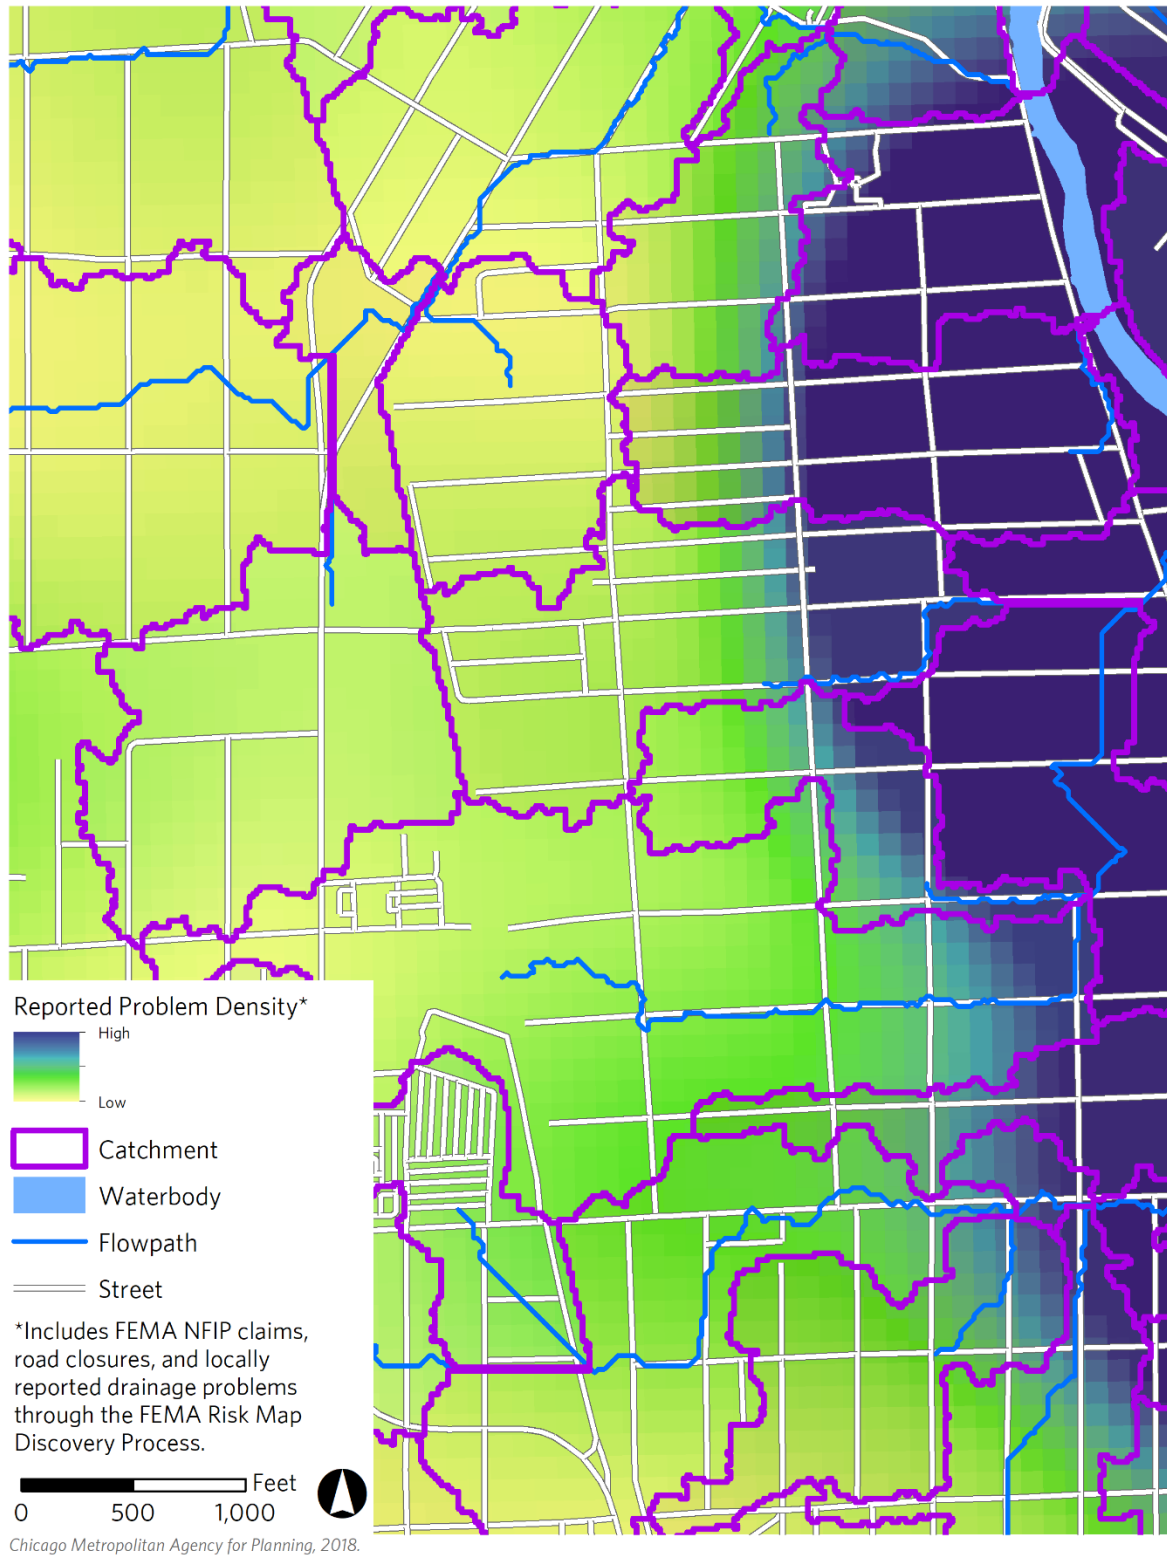 Reported Problem Density*
High
Low
Catchment
Waterbody
Flowpath
Street
*Includes FEMA NFIP claims,
road closures, and locally
reported drainage problems
through the FEMA Risk Map
Discovery Process.
Feet
0 500 1,000
Chicago Metropolitan Agency for Planning, 2018.